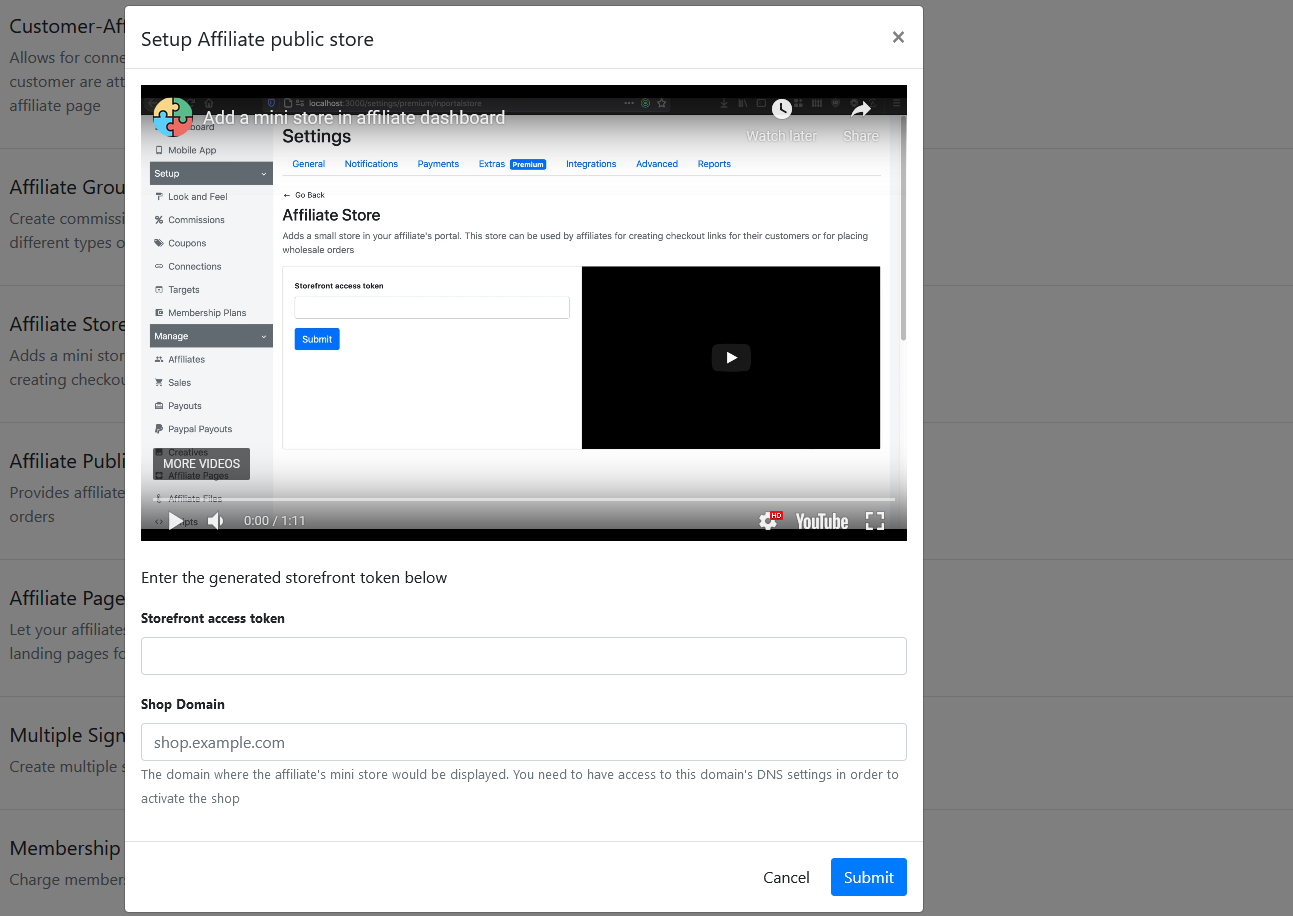 Customer-Af
Allows for conne
customer are att
affiliate page
Affiliate Grou
Create commissi
different types o
Affiliate Store
Adds a mini stor
creating checkou
Affiliate Publi
Provides affiliate
orders
Affiliate Page
Let your affiliates
landing pages fo
Multiple Sign
Create multiple s
Membership
Charge member
Setup Affiliate public store
×
localhost:3000/settings/premium/inportalstore
Add a mini store in affiliate dashboard
Watch later
Share
board
Mobile App
Setup
Look and Feel
Commissions
Coupons
Connections
Targets
Membership Plans
Manage
Affiliates
Sales
Payouts
Paypal Payouts
Creatives
MORE VIDEOS
Affiliate Pages
Affiliate Files
ipts
Settings
General Notifications Payments Extras Premium Integrations Advanced Reports
← Go Back
Affiliate Store
Adds a small store in your affiliate's portal. This store can be used by affiliates for creating checkout links for their customers or for placing
wholesale orders
Storefront access token
Submit
0:00 / 1:11
HD
YouTube
Enter the generated storefront token below
Storefront access token
Shop Domain
shop.example.com
The domain where the affiliate's mini store would be displayed. You need to have access to this domain's DNS settings in order to
activate the shop
Cancel
Submit